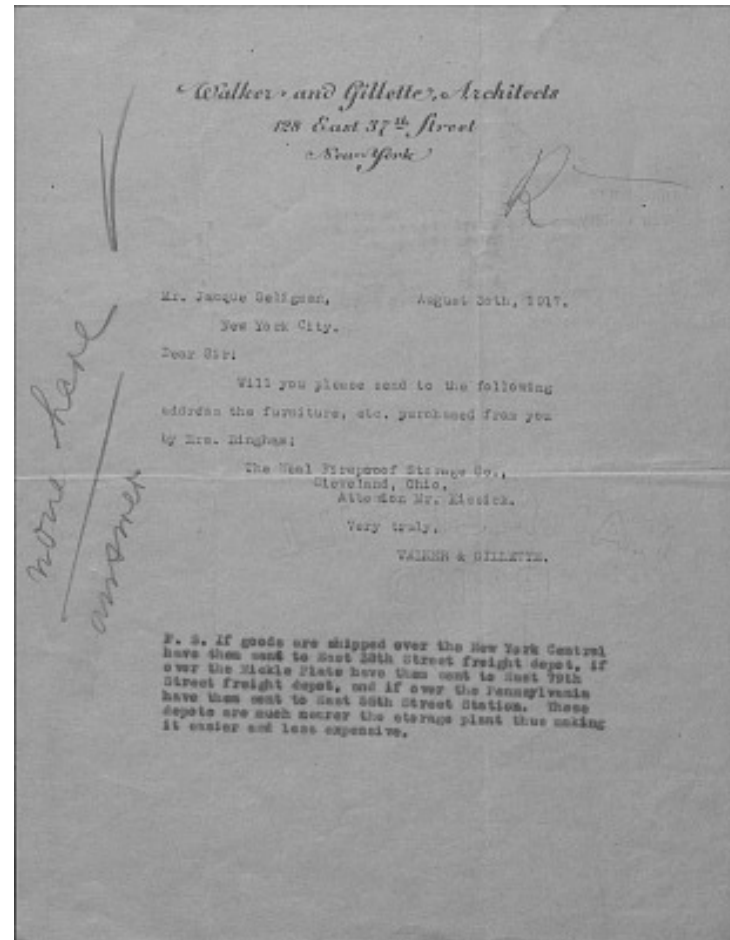 Walker and Gillette, Architects
128 East 37th Street
New York
R
Mr. Jacque Seligman, August 30th, 1917.
New York City.
Dear Sir:
Will you please send to the following
address the furniture, etc. purchased from you
by Mrs. Bingham:
The Neal Fireproof Storage Co.,
Cleveland, Ohio.
Attention Mr. Kissick.
Very truly,
WALKER & GILLETTE.
P. S. If goods are shipped over the New York Central
have them sent to East Street freight depot, if
over the Nickle Plate have them sent to East 79th
Street freight depot, and if over the Pennsylvania
have them sent to East 55th Street Station. These
depots are much nearer the storage plant thus making
it easier and less expensive.
none have
answer